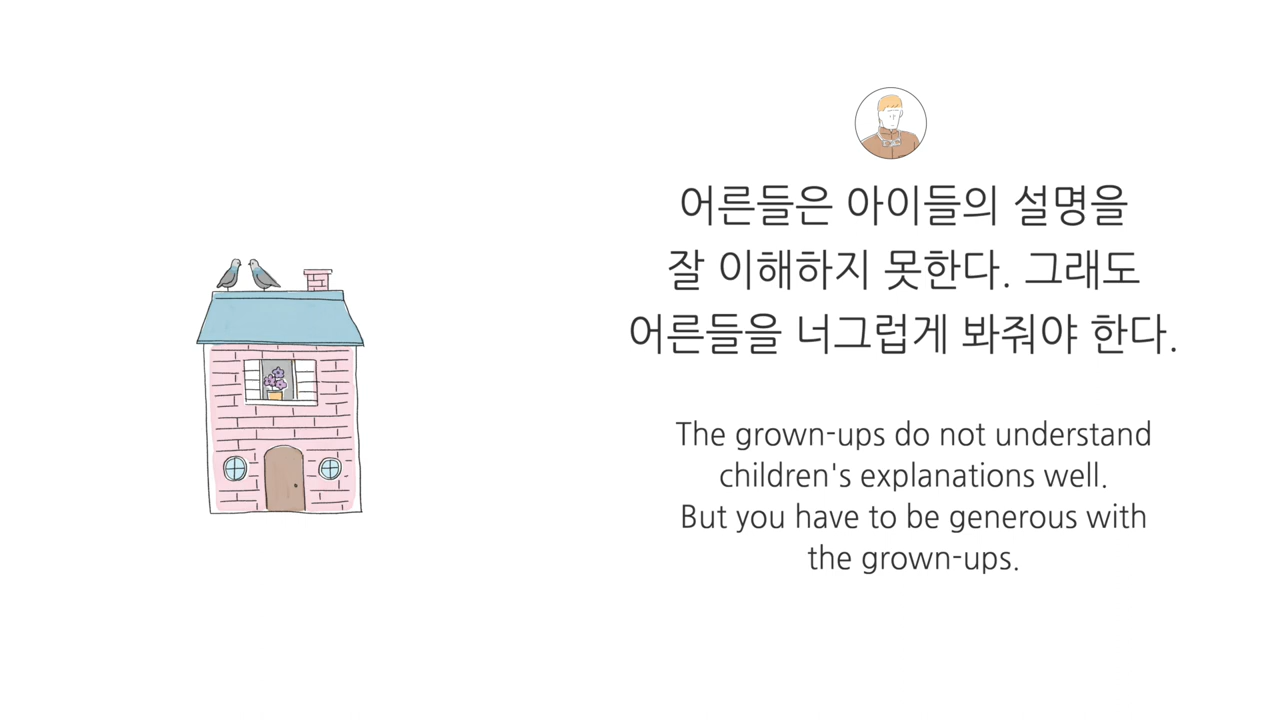 어른들은 아이들의 설명을
잘 이해하지 못한다. 그래도
어른들을 너그럽게 봐줘야 한다.
The grown-ups do not understand
children's explanations well.
But you have to be generous with
the grown-ups.